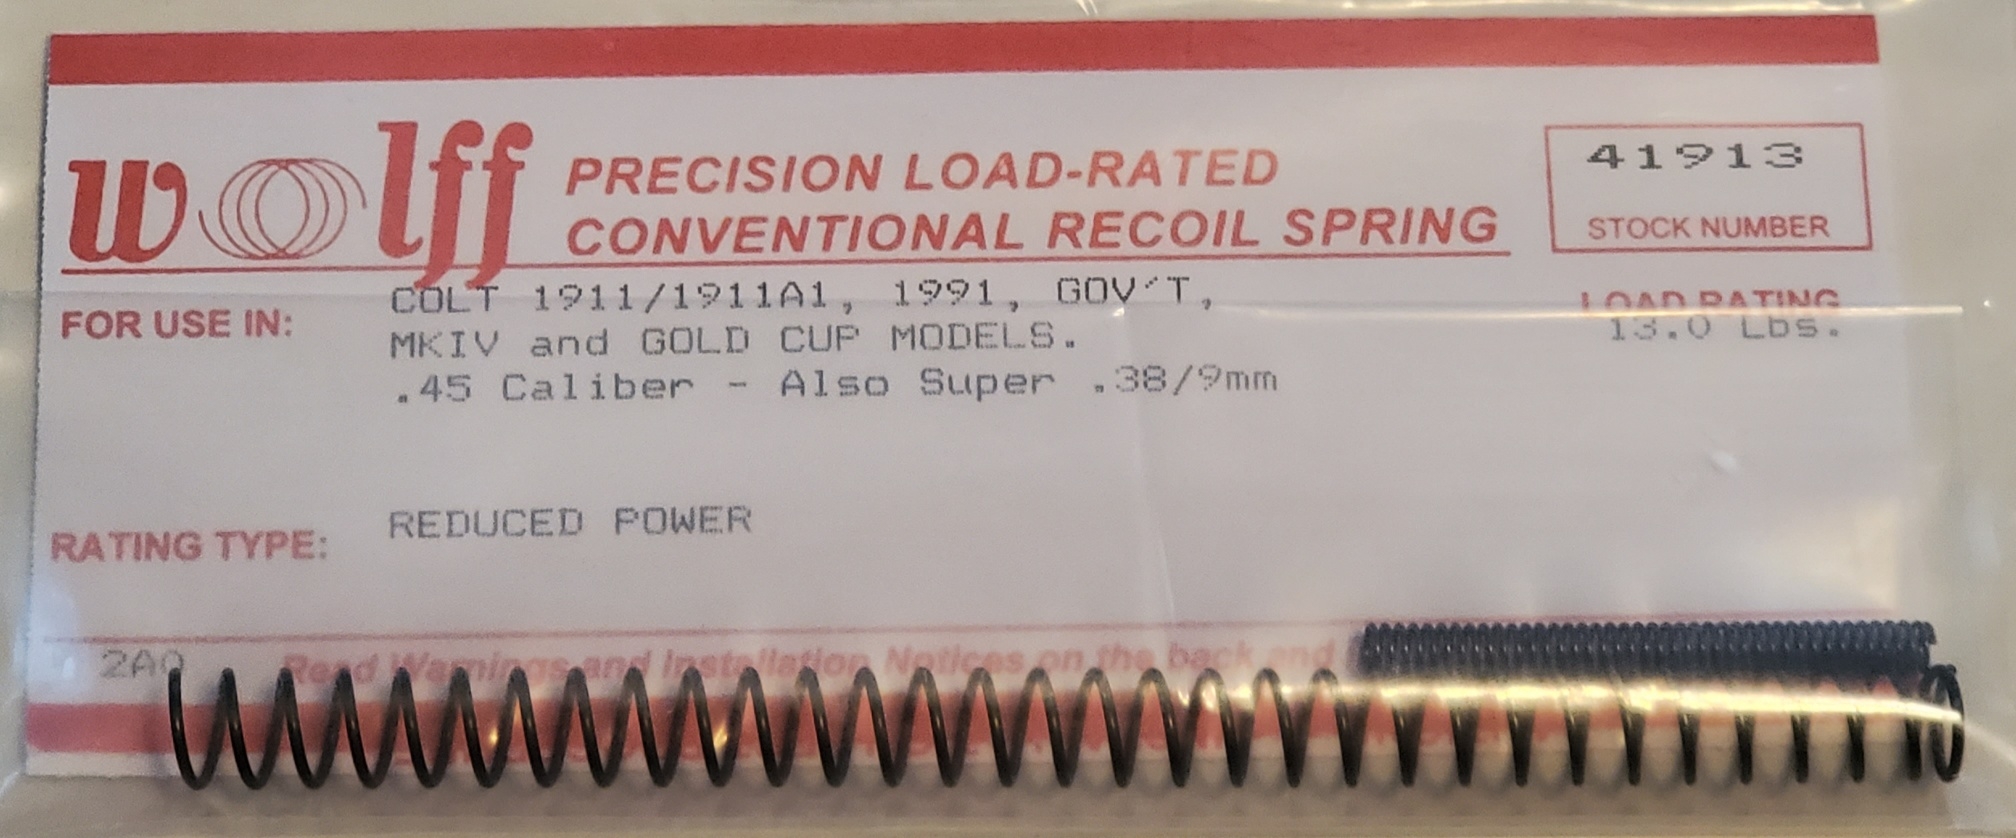 wolff
PRECISION LOAD-RATED
CONVENTIONAL RECOIL SPRING
41913
STOCK NUMBER
FOR USE IN:
COLT 1911/1911A1, 1991, GOV'T,
MKIV and GOLD CUP MODELS.
.45 Caliber - Also Super .38/9mm
LOAD RATING
13.0 Lbs.
RATING TYPE:
REDUCED POWER
Read Warnings and Installation Notices on the back and